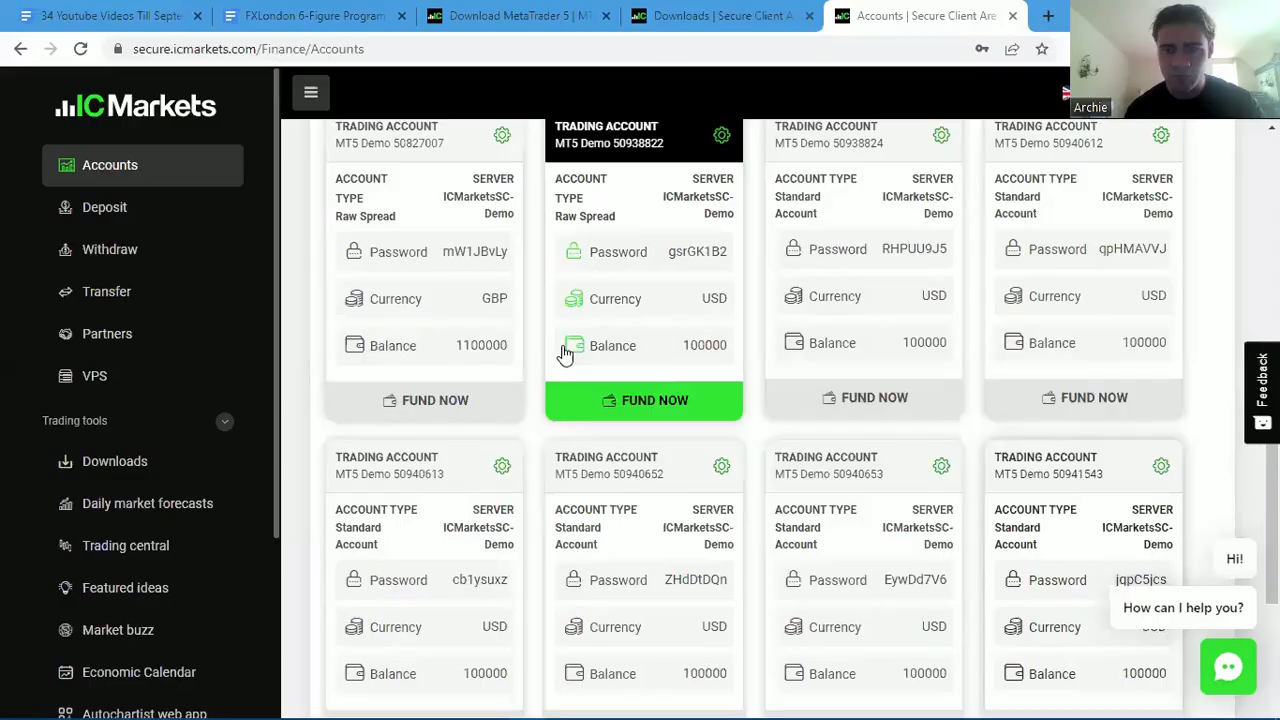 34 Youtube Videos Till Septe
FXLondon 6-Figure Program
Download MetaTrader 5 | MT
Downloads | Secure Client A
Accounts | Secure Client Are
secure.icmarkets.com/Finance/Accounts
Archie
IC Markets
Accounts
Deposit
Withdraw
Transfer
Partners
VPS
Trading tools
Downloads
Daily market forecasts
Trading central
Featured ideas
Market buzz
Economic Calendar
Autochartist web app
TRADING ACCOUNT
MT5 Demo 50827007
ACCOUNT TYPE
Raw Spread
SERVER
ICMarketsSC-
Demo
Password mW1JBvLy
Currency GBP
Balance 1100000
FUND NOW
TRADING ACCOUNT
MT5 Demo 50938822
ACCOUNT TYPE
Raw Spread
SERVER
ICMarketsSC-
Demo
Password gsrGK1B2
Currency USD
Balance 100000
FUND NOW
TRADING ACCOUNT
MT5 Demo 50938824
ACCOUNT TYPE
Standard
Account
SERVER
ICMarketsSC-
Demo
Password RHPUU9J5
Currency USD
Balance 100000
FUND NOW
TRADING ACCOUNT
MT5 Demo 50940612
ACCOUNT TYPE
Standard
Account
SERVER
ICMarketsSC-
Demo
Password qpHMAVVJ
Currency USD
Balance 100000
FUND NOW
TRADING ACCOUNT
MT5 Demo 50940613
ACCOUNT TYPE
Standard
Account
SERVER
ICMarketsSC-
Demo
Password cb1ysuxz
Currency USD
Balance 100000
TRADING ACCOUNT
MT5 Demo 50940652
ACCOUNT TYPE
Standard
Account
SERVER
ICMarketsSC-
Demo
Password ZHdDtDQn
Currency USD
Balance 100000
TRADING ACCOUNT
MT5 Demo 50940653
ACCOUNT TYPE
Standard
Account
SERVER
ICMarketsSC-
Demo
Password EywDd7V6
Currency USD
Balance 100000
TRADING ACCOUNT
MT5 Demo 50941543
ACCOUNT TYPE
Standard
Account
SERVER
ICMarketsSC-
Demo
Password jqpC5jcs
Currency
Balance 100000
Feedback
Hi!
How can I help you?